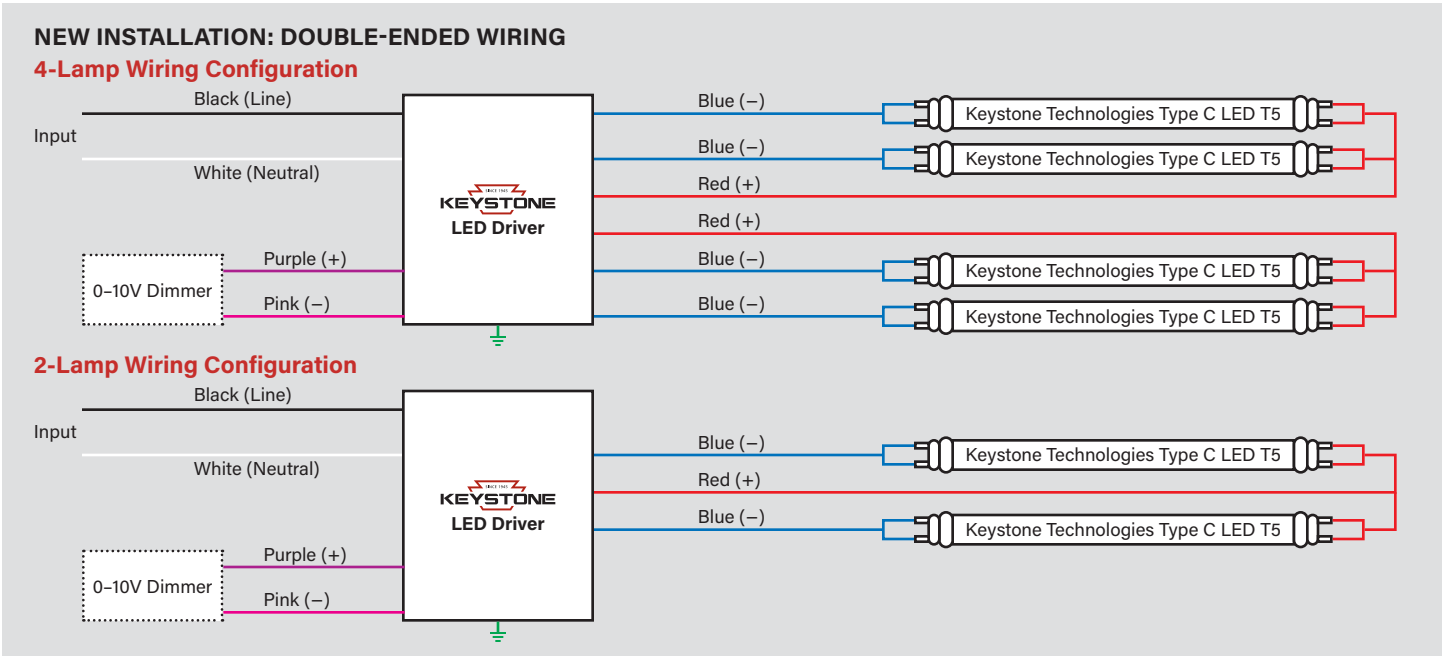 NEW INSTALLATION: DOUBLE-ENDED WIRING
4-Lamp Wiring Configuration
Black (Line)
Input
White (Neutral)
0–10V Dimmer
Purple (+)
Pink (−)
SINCE 1945
KEYSTONE
LED Driver
Blue (−)
Keystone Technologies Type C LED T5
Blue (−)
Keystone Technologies Type C LED T5
Red (+)
Red (+)
Blue (−)
Keystone Technologies Type C LED T5
Blue (−)
Keystone Technologies Type C LED T5
2-Lamp Wiring Configuration
Black (Line)
Input
White (Neutral)
0–10V Dimmer
Purple (+)
Pink (−)
SINCE 1945
KEYSTONE
LED Driver
Blue (−)
Keystone Technologies Type C LED T5
Red (+)
Blue (−)
Keystone Technologies Type C LED T5